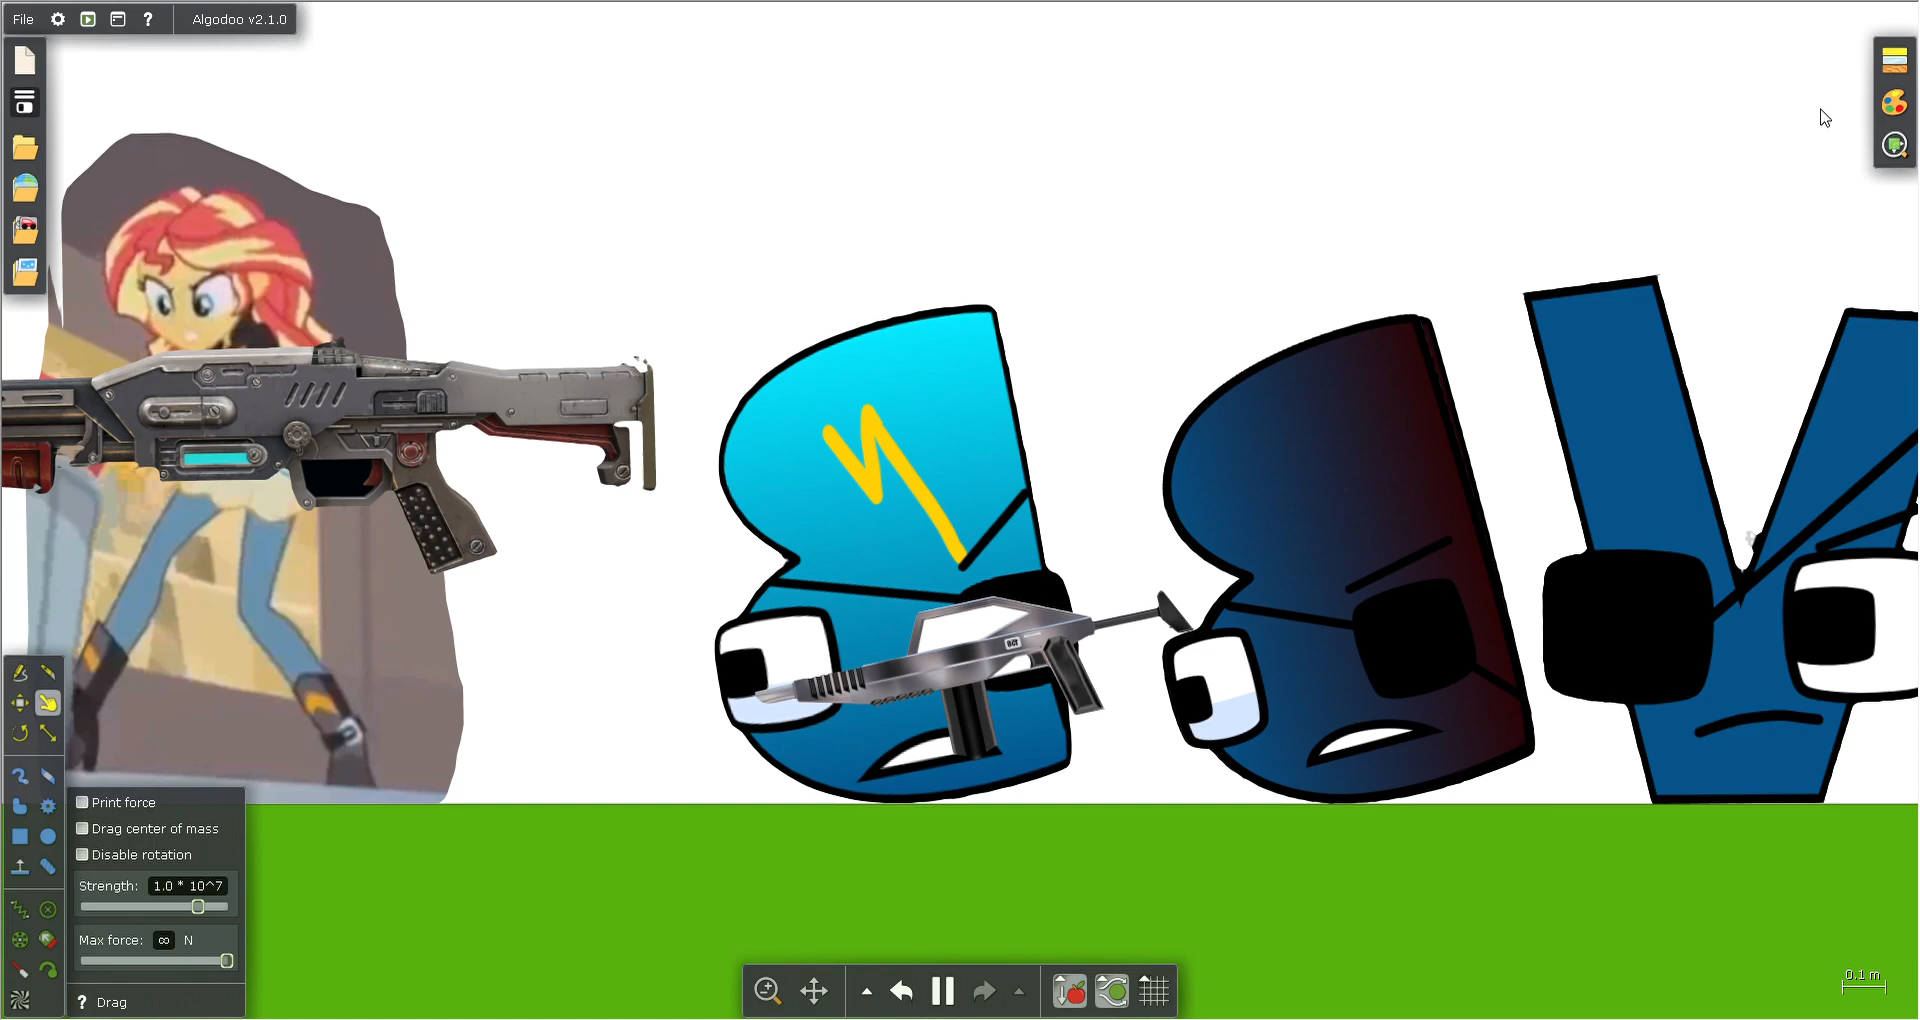 File ? Algodoo v2.1.0
Print force
Drag center of mass
Disable rotation
Strength: 1.0 * 10^7
Max force: ∞ N
? Drag
0.1 m